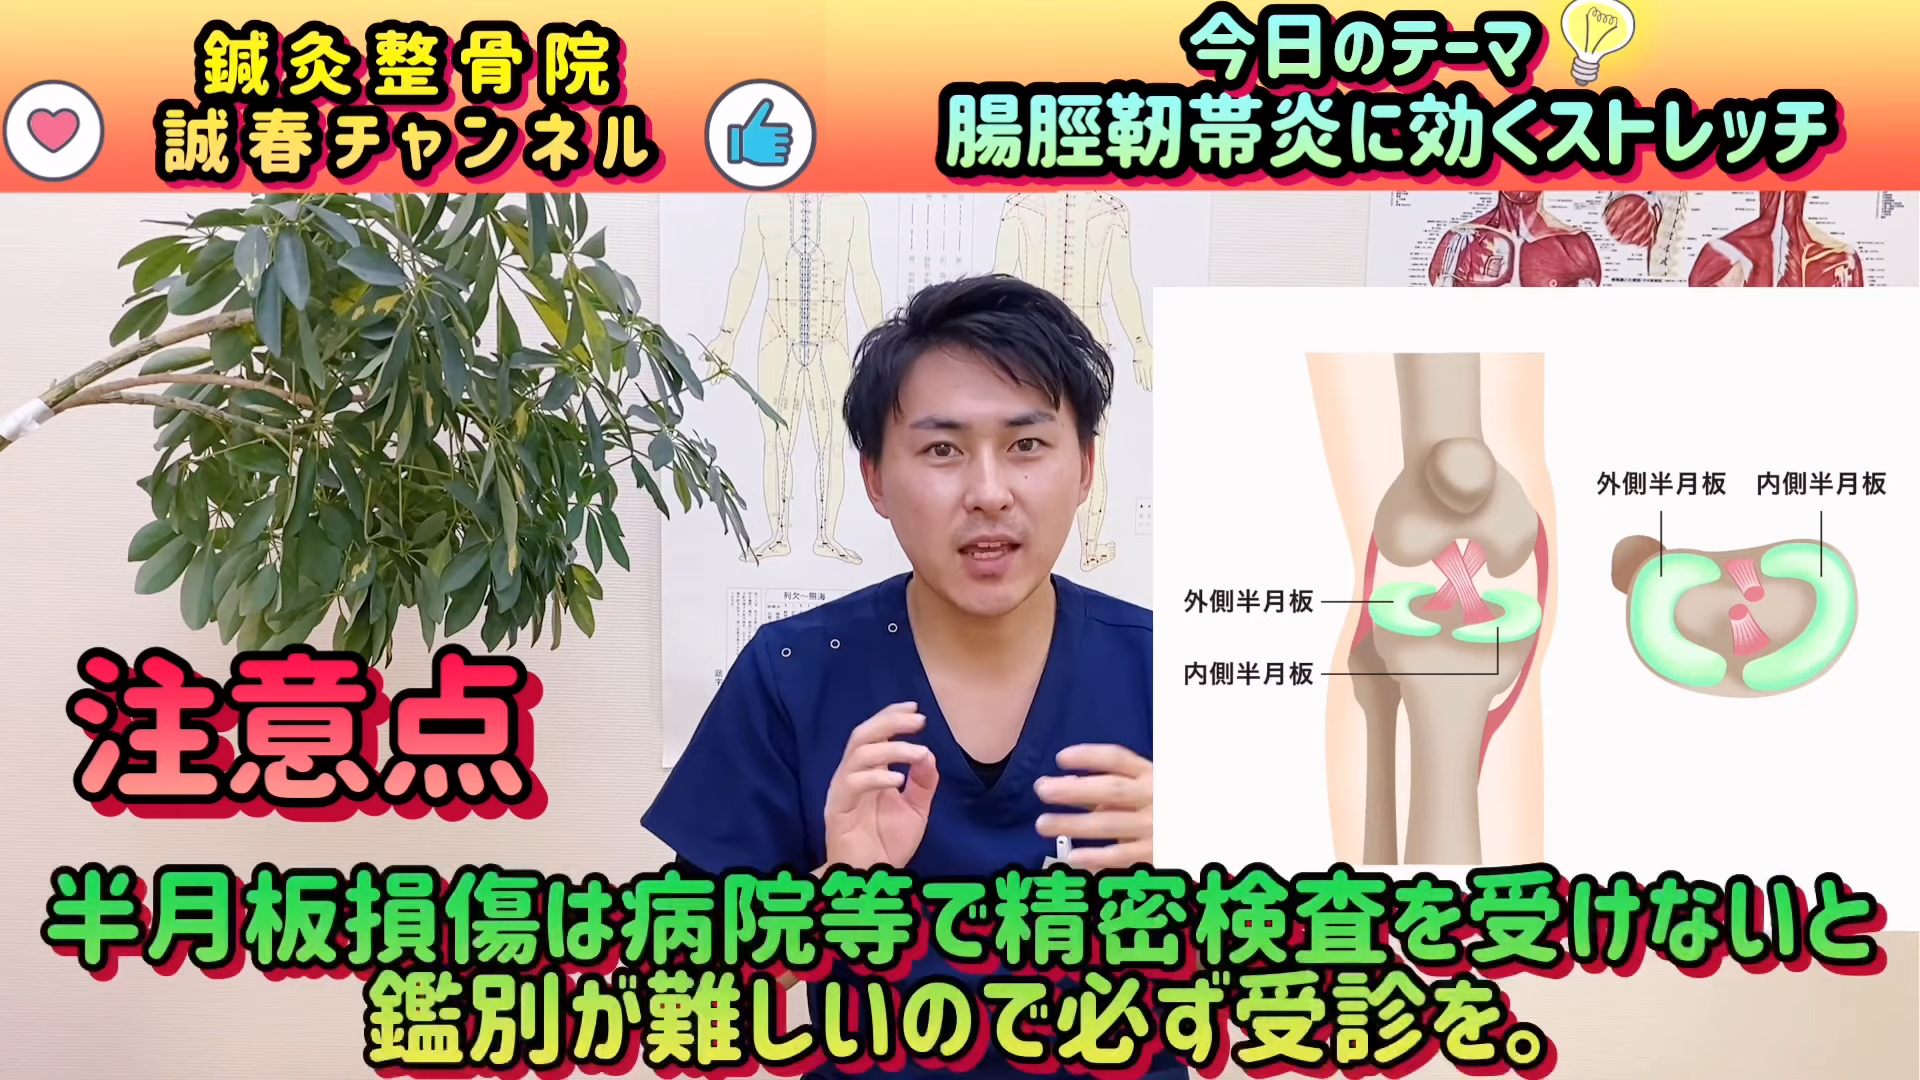 鍼灸整骨院
誠春チャンネル
今日のテーマ
腸脛靭帯炎に効くストレッチ
列欠〜照海
外側半月板
内側半月板
外側半月板
内側半月板
注意点
半月板損傷は病院等で精密検査を受けないと
鑑別が難しいので必ず受診を。